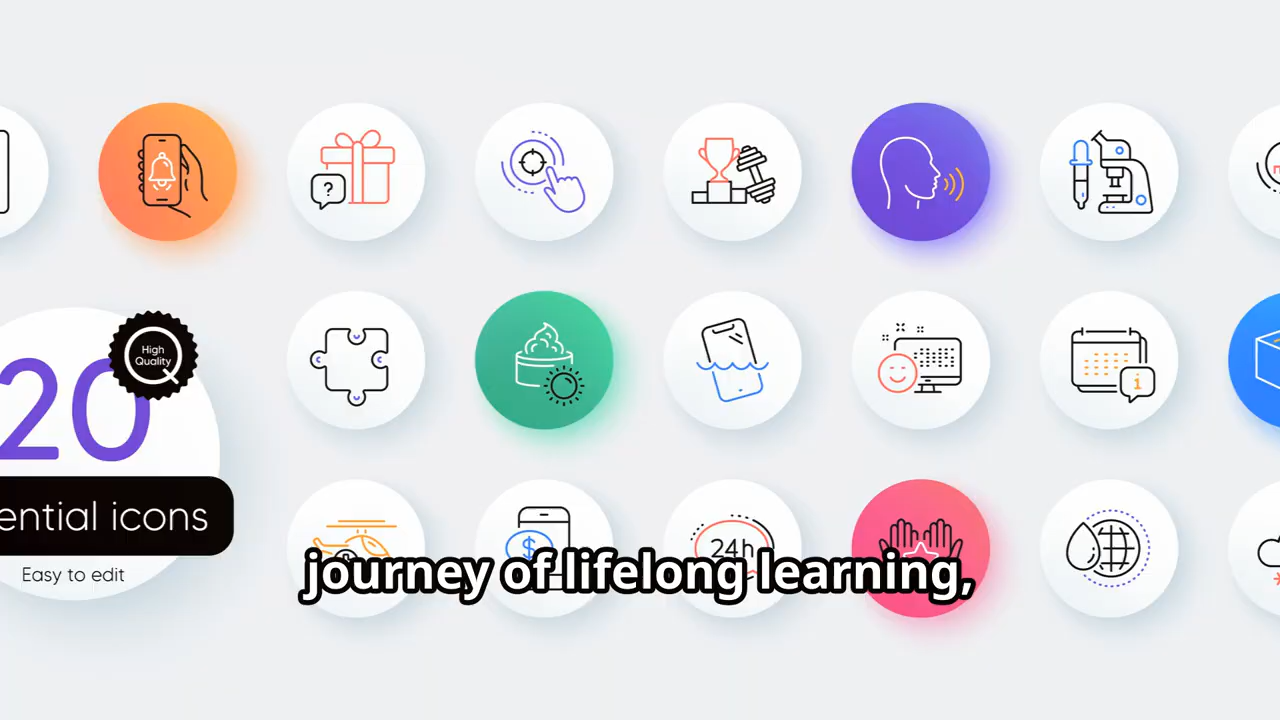 ?
High
Quality
20
ential icons
Easy to edit
i
$
24h
journey of lifelong learning,